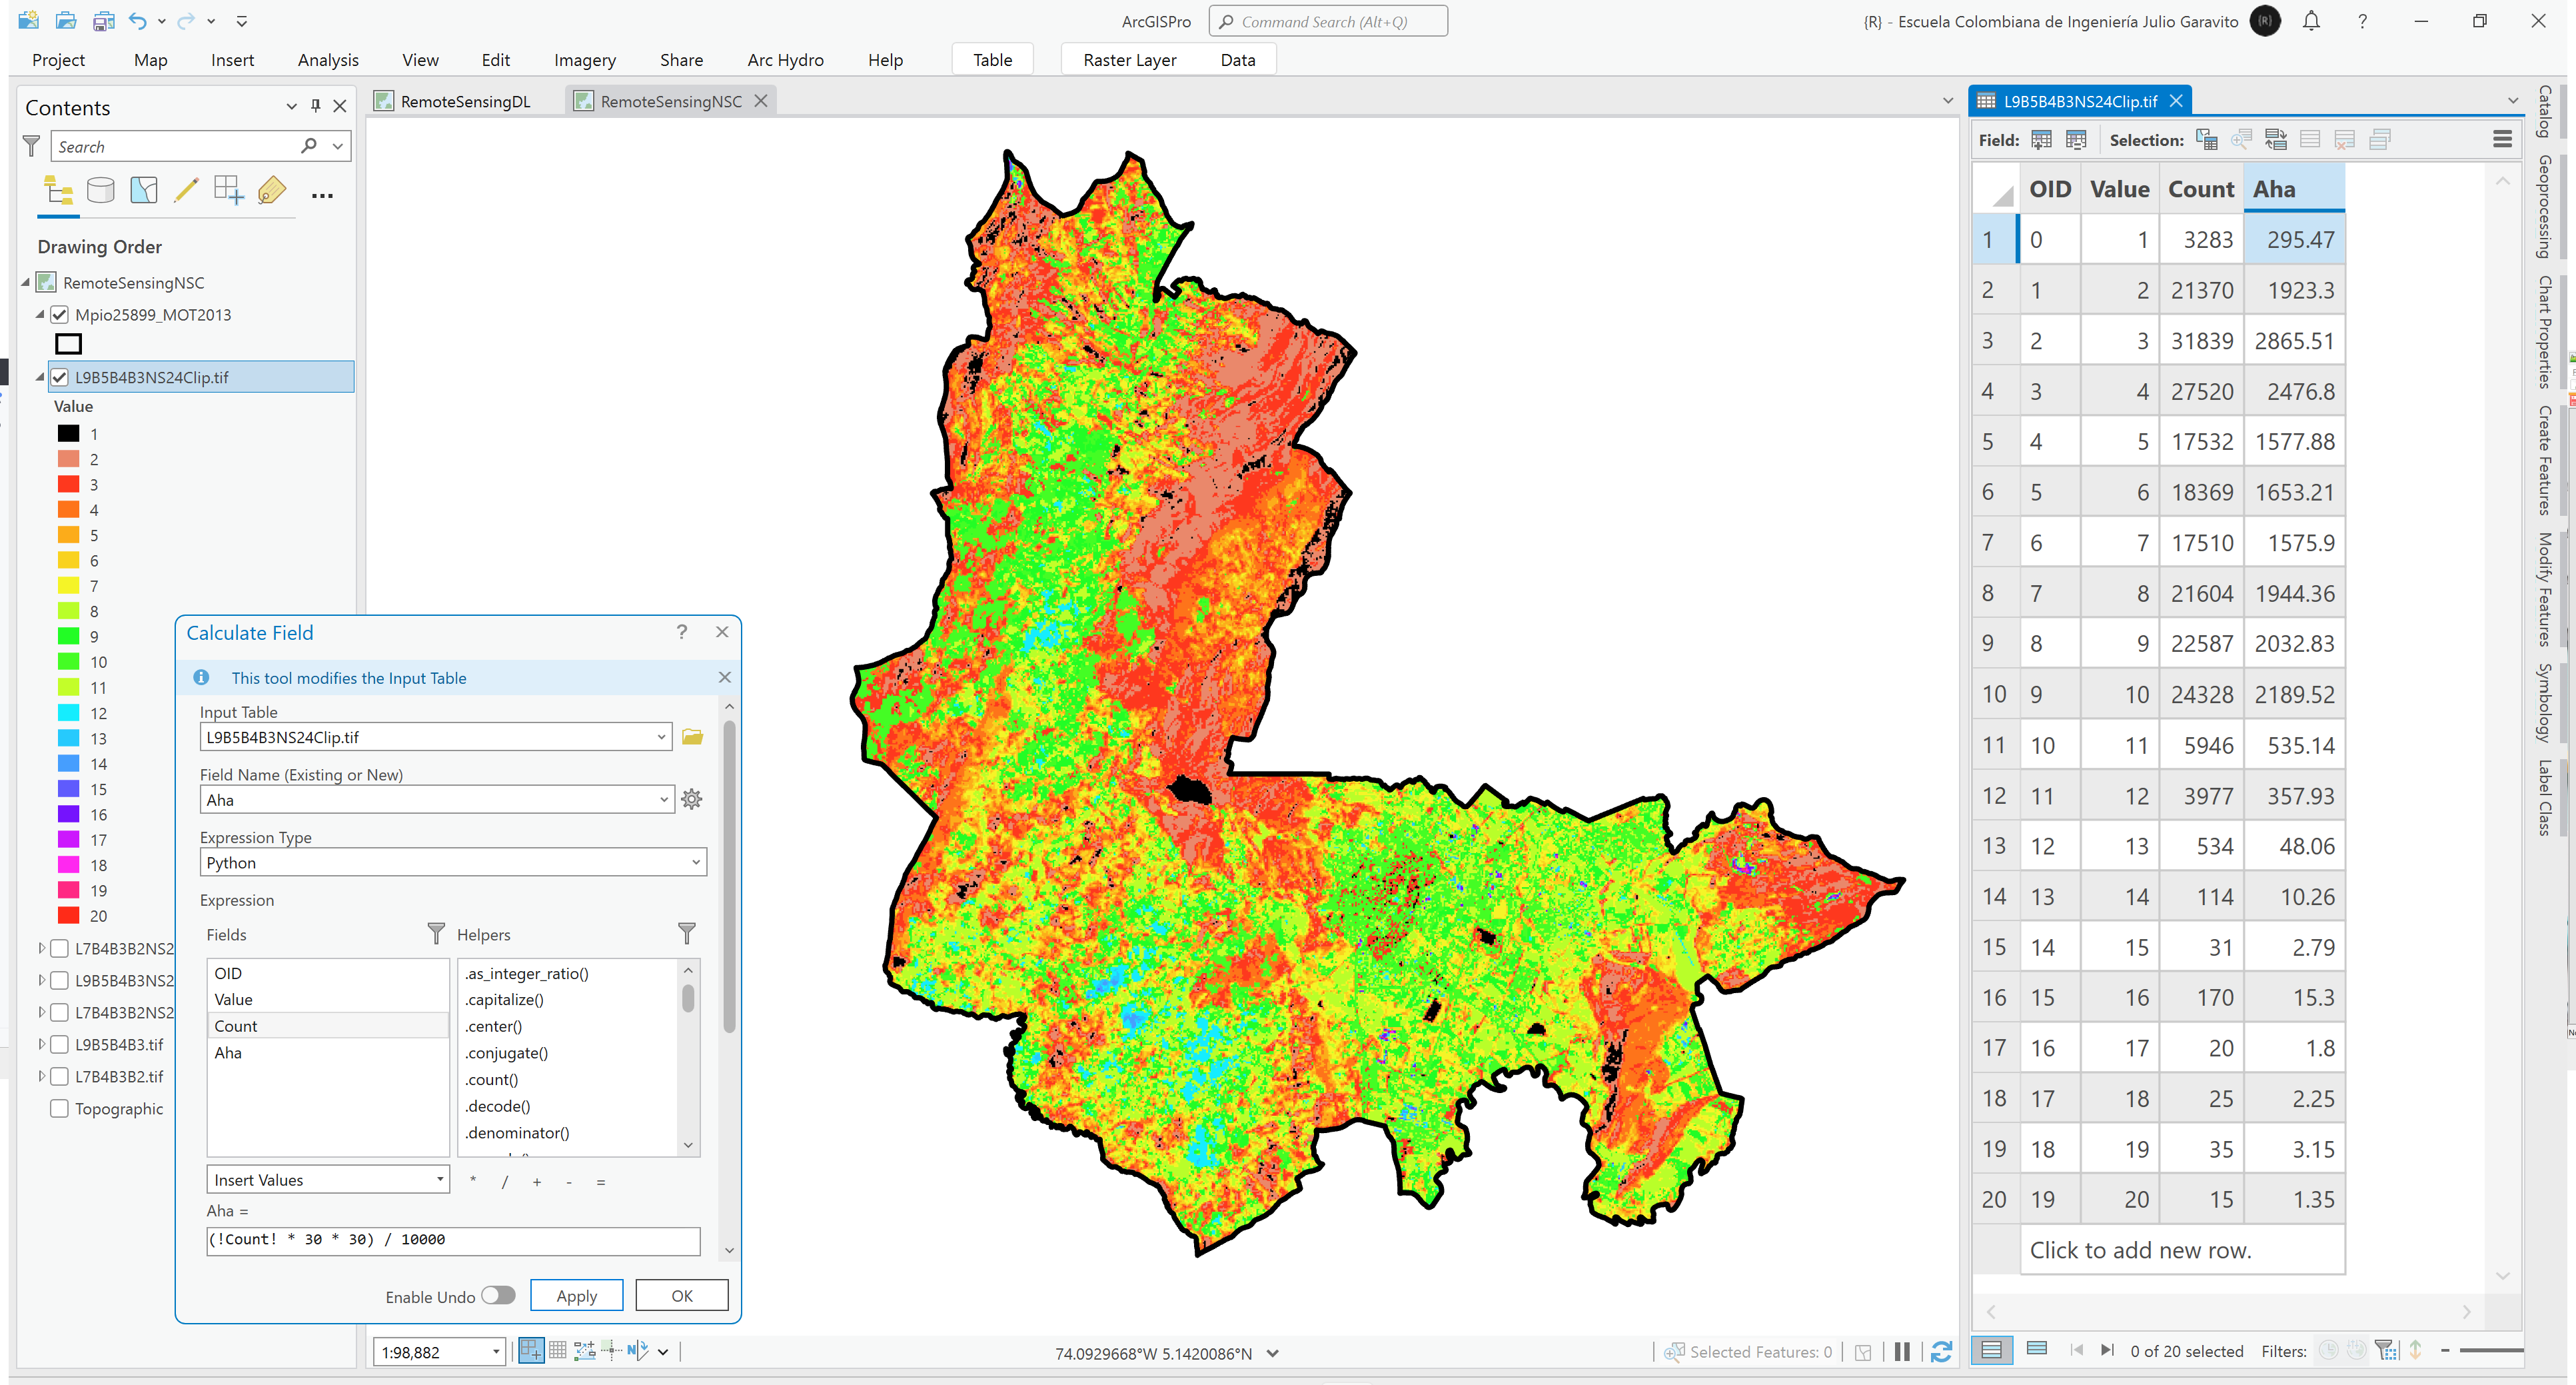 ArcGISPro
Command Search (Alt+Q)
{R} - Escuela Colombiana de Ingeniería Julio Garavito
{R}
Project Map Insert Analysis View Edit Imagery Share Arc Hydro Help Table Raster Layer Data
Contents
Search
Drawing Order
RemoteSensingNSC
Mpio25899_MOT2013
L9B5B4B3NS24Clip.tif
Value
1
2
3
4
5
6
7
8
9
10
11
12
13
14
15
16
17
18
19
20
L7B4B3B2NS2
L9B5B4B3NS2
L7B4B3B2NS2
L9B5B4B3.tif
L7B4B3B2.tif
Topographic
RemoteSensingDL
RemoteSensingNSC
Calculate Field
This tool modifies the Input Table
Input Table
L9B5B4B3NS24Clip.tif
Field Name (Existing or New)
Aha
Expression Type
Python
Expression
Fields
Helpers
OID
Value
Count
Aha
.as_integer_ratio()
.capitalize()
.center()
.conjugate()
.count()
.decode()
.denominator()
Insert Values
* / + - =
Aha =
(!Count! * 30 * 30) / 10000
Enable Undo
Apply
OK
1:98,882
74.0929668°W 5.1420086°N
Selected Features: 0
L9B5B4B3NS24Clip.tif
Field: Selection:
OID Value Count Aha
1 0 1 3283 295.47
2 1 2 21370 1923.3
3 2 3 31839 2865.51
4 3 4 27520 2476.8
5 4 5 17532 1577.88
6 5 6 18369 1653.21
7 6 7 17510 1575.9
8 7 8 21604 1944.36
9 8 9 22587 2032.83
10 9 10 24328 2189.52
11 10 11 5946 535.14
12 11 12 3977 357.93
13 12 13 534 48.06
14 13 14 114 10.26
15 14 15 31 2.79
16 15 16 170 15.3
17 16 17 20 1.8
18 17 18 25 2.25
19 18 19 35 3.15
20 19 20 15 1.35
Click to add new row.
0 of 20 selected
Filters:
Catalog
Geoprocessing
Chart Properties
Create Features
Modify Features
Symbology
Label Class